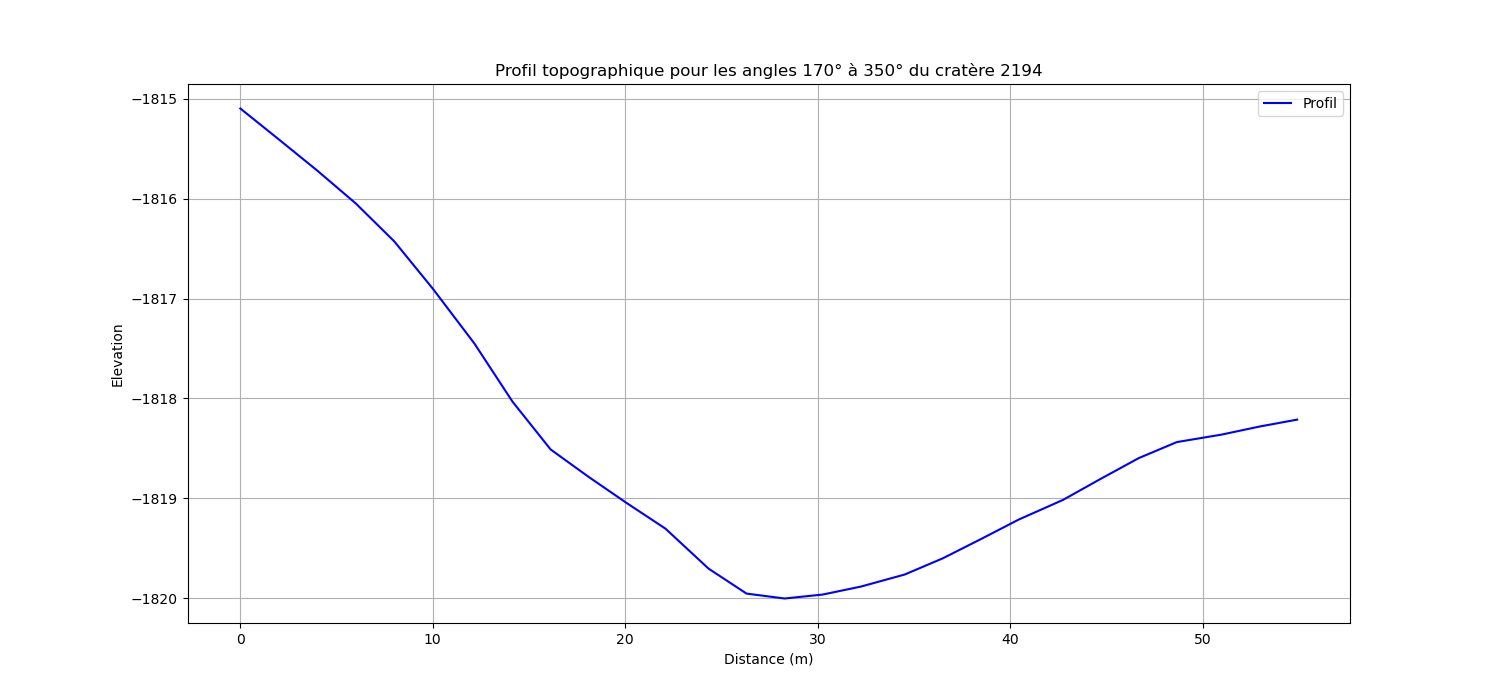 Profil topographique pour les angles 170° à 350° du cratère 2194
Profil
−1815
−1816
−1817
−1818
−1819
−1820
Elevation
0 10 20 30 40 50
Distance (m)